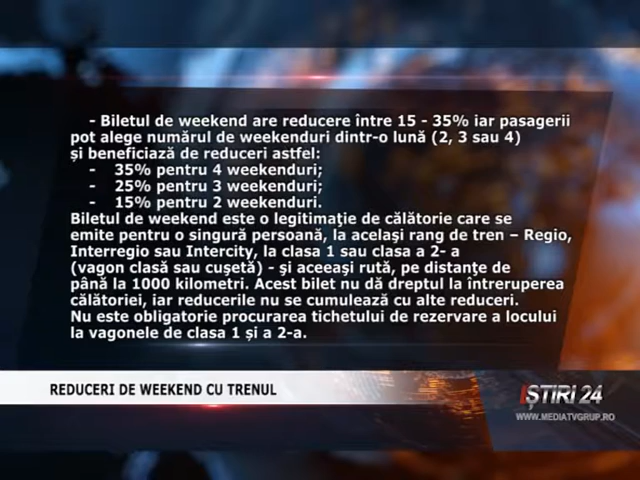 - Biletul de weekend are reducere între 15 - 35% iar pasagerii
pot alege numărul de weekenduri dintr-o lună (2, 3 sau 4)
și beneficiază de reduceri astfel:
- 35% pentru 4 weekenduri;
- 25% pentru 3 weekenduri;
- 15% pentru 2 weekenduri.
Biletul de weekend este o legitimaţie de călătorie care se
emite pentru o singură persoană, la acelaşi rang de tren – Regio,
Interregio sau Intercity, la clasa 1 sau clasa a 2- a
(vagon clasă sau cuşetă) - şi aceeaşi rută, pe distanţe de
până la 1000 kilometri. Acest bilet nu dă dreptul la întreruperea
călătoriei, iar reducerile nu se cumulează cu alte reduceri.
Nu este obligatorie procurarea tichetului de rezervare a locului
la vagonele de clasa 1 și a 2-a.
REDUCERI DE WEEKEND CU TRENUL
ȘTIRI 24
WWW.MEDIATVGRUP.RO